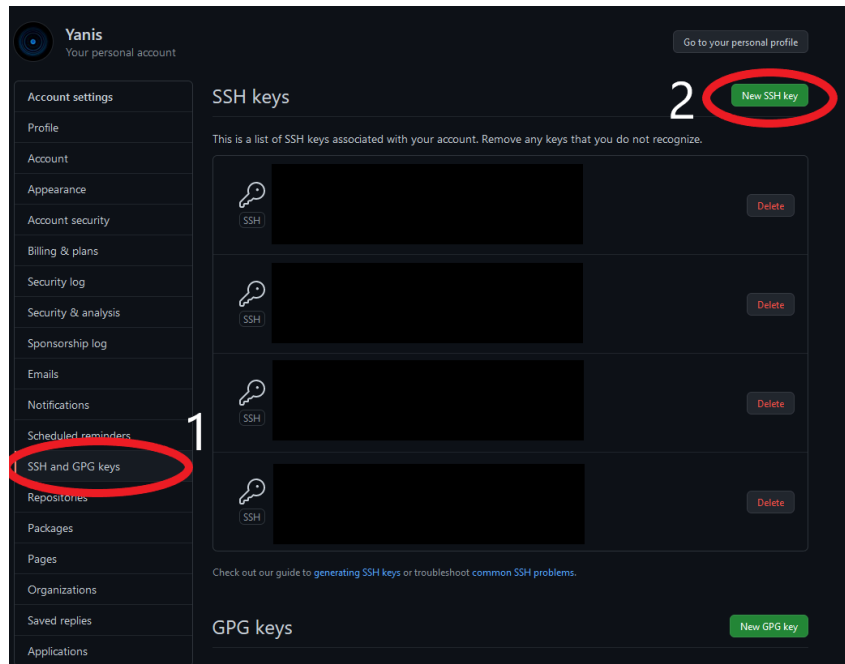 Yanis
Your personal account
Go to your personal profile
Account settings
Profile
Account
Appearance
Account security
Billing & plans
Security log
Security & analysis
Sponsorship log
Emails
Notifications
Scheduled reminders
1
SSH and GPG keys
Repositories
Packages
Pages
Organizations
Saved replies
Applications
SSH keys
2
New SSH key
This is a list of SSH keys associated with your account. Remove any keys that you do not recognize.
SSH
Delete
SSH
Delete
SSH
Delete
SSH
Delete
Check out our guide to generating SSH keys or troubleshoot common SSH problems.
GPG keys
New GPG key